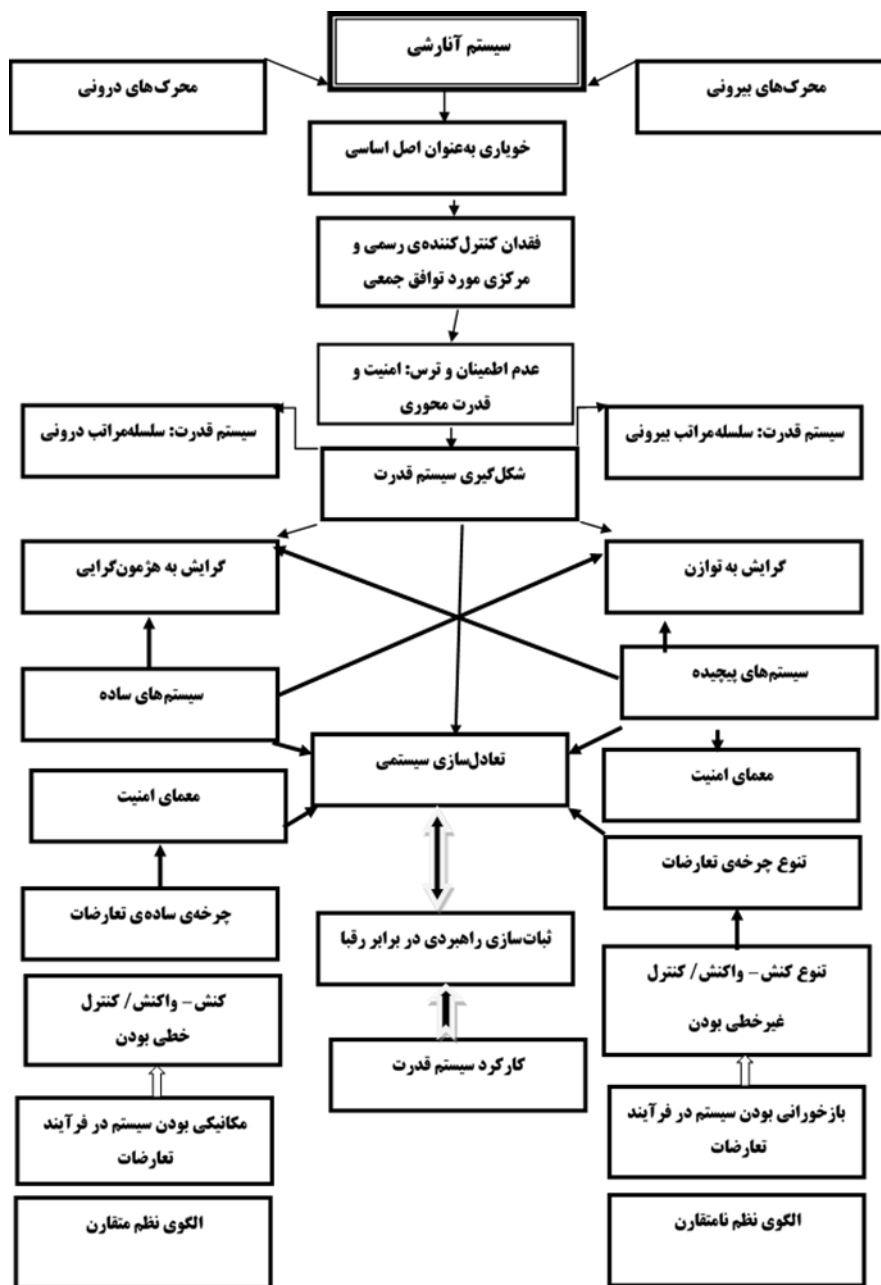 سیستم آنارشی
محرک‌های بیرونی
محرک‌های درونی
خویاری به‌عنوان اصل اساسی
فقدان کنترل‌کننده‌ی رسمی و
مرکزی مورد توافق جمعی
عدم اطمینان و ترس: امنیت و
قدرت محوری
سیستم قدرت: سلسله‌مراتب بیرونی
سیستم قدرت: سلسله‌مراتب درونی
شکل‌گیری سیستم قدرت
گرایش به توازن
گرایش به هژمون‌گرایی
سیستم‌های پیچیده
سیستم‌های ساده
تعادل‌سازی سیستمی
معمای امنیت
معمای امنیت
تنوع چرخه‌ی تعارضات
چرخه‌ی ساده‌ی تعارضات
ثبات‌سازی راهبردی در برابر رقبا
تنوع کنش – واکنش/ کنترل
غیرخطی بودن
کنش – واکنش/ کنترل
خطی بودن
کارکرد سیستم قدرت
بازخورانی بودن سیستم در فرآیند
تعارضات
مکانیکی بودن سیستم در فرآیند
تعارضات
الگوی نظم نامتقارن
الگوی نظم متقارن